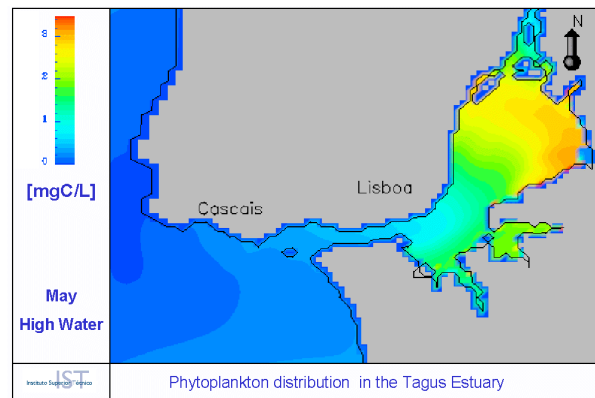 3
2
1
0
[mgC/L]
May
High Water
N
Lisboa
Cascais
IST
Instituto Superior Técnico
Phytoplankton distribution in the Tagus Estuary